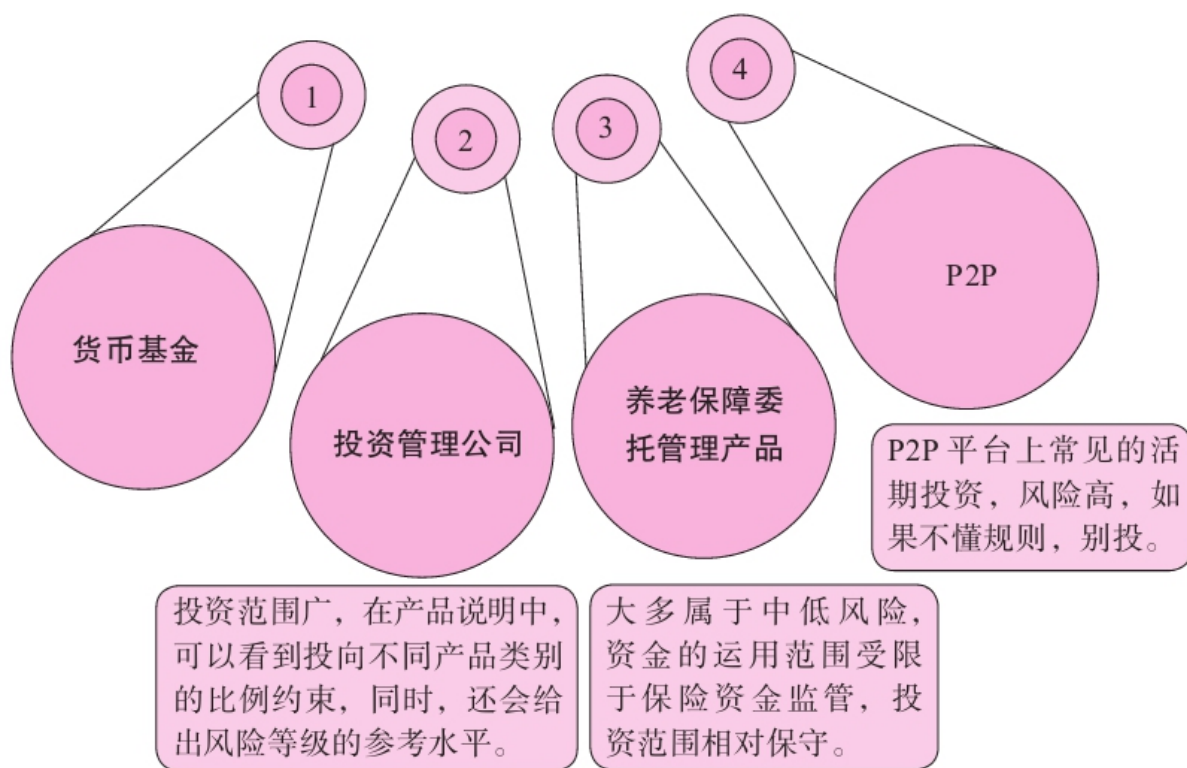 1
货币基金
2
投资管理公司
投资范围广，在产品说明中，
可以看到投向不同产品类别
的比例约束，同时，还会给
出风险等级的参考水平。
3
养老保障委
托管理产品
大多属于中低风险，
资金的运用范围受限
于保险资金监管，投
资范围相对保守。
4
P2P
P2P 平台上常见的活
期投资，风险高，如
果不懂规则，别投。